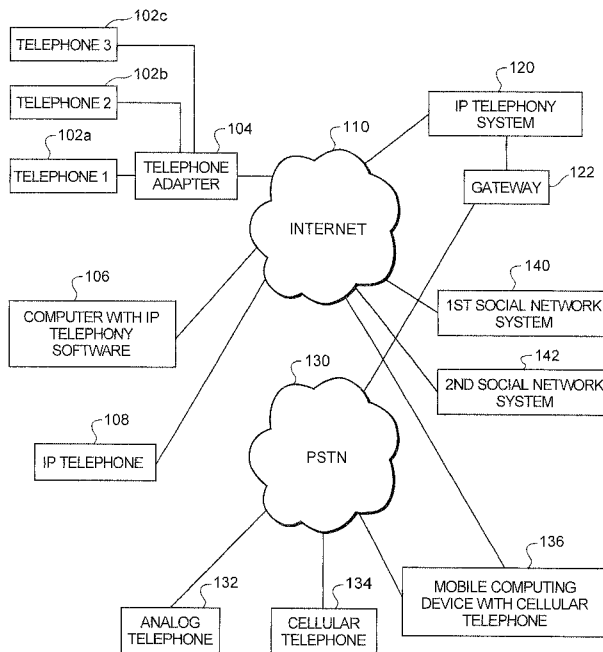 102c
TELEPHONE 3
102b
TELEPHONE 2
102a
TELEPHONE 1
104
TELEPHONE
ADAPTER
110
INTERNET
120
IP TELEPHONY
SYSTEM
GATEWAY
122
106
COMPUTER WITH IP
TELEPHONY
SOFTWARE
140
1ST SOCIAL NETWORK
SYSTEM
142
2ND SOCIAL NETWORK
SYSTEM
108
IP TELEPHONE
130
PSTN
132
ANALOG
TELEPHONE
134
CELLULAR
TELEPHONE
136
MOBILE COMPUTING
DEVICE WITH CELLULAR
TELEPHONE